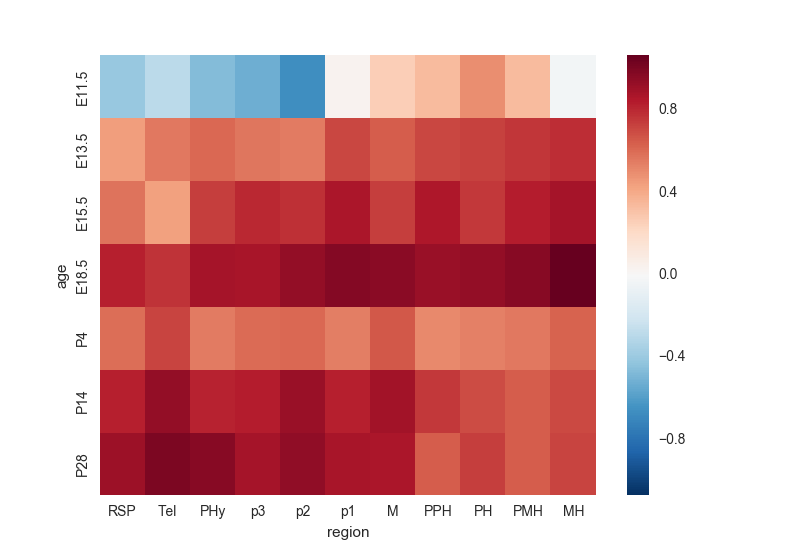 E11.5
E13.5
E15.5
E18.5
P4
P14
P28
age
RSP Tel PHy p3 p2 p1 M PPH PH PMH MH
region
0.8
0.4
0.0
−0.4
−0.8